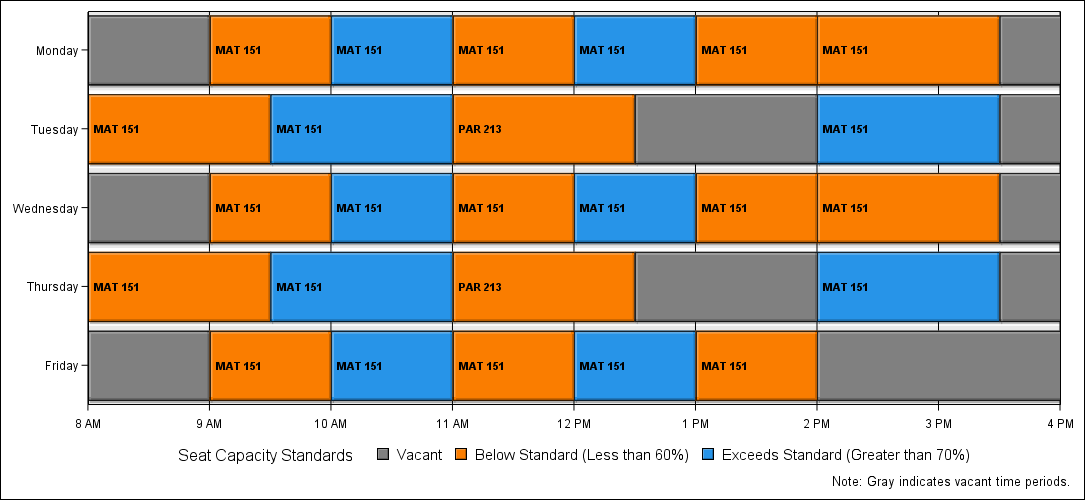 Monday MAT 151 MAT 151 MAT 151 MAT 151 MAT 151 MAT 151
Tuesday MAT 151 MAT 151 PAR 213 MAT 151
Wednesday MAT 151 MAT 151 MAT 151 MAT 151 MAT 151 MAT 151
Thursday MAT 151 MAT 151 PAR 213 MAT 151
Friday MAT 151 MAT 151 MAT 151 MAT 151 MAT 151
8 AM 9 AM 10 AM 11 AM 12 PM 1 PM 2 PM 3 PM 4 PM
Seat Capacity Standards Vacant Below Standard (Less than 60%) Exceeds Standard (Greater than 70%)
Note: Gray indicates vacant time periods.